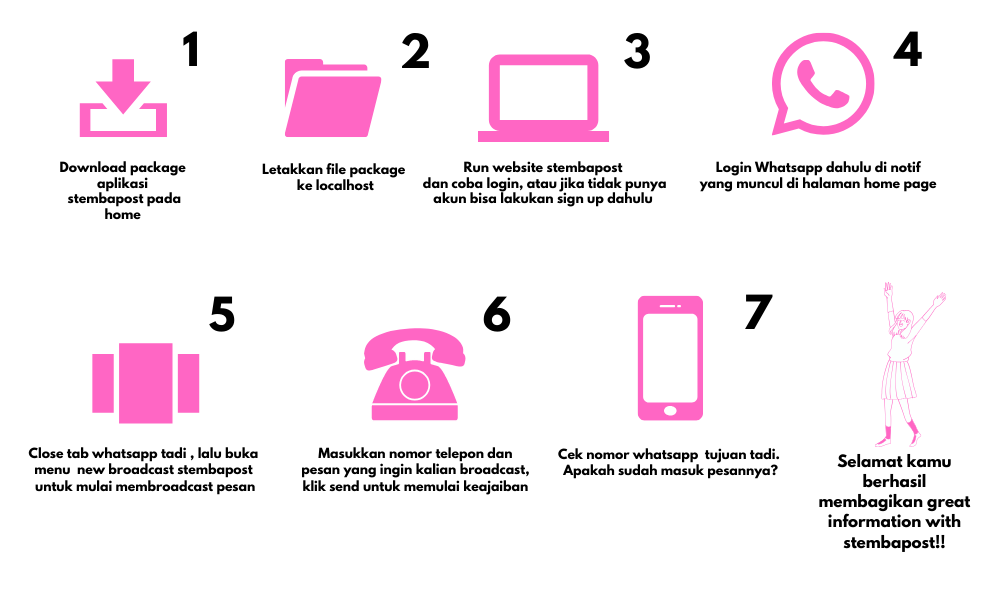 1
Download package
aplikasi
stembapost pada
home
2
Letakkan file package
ke localhost
3
Run website stembapost
dan coba login, atau jika tidak punya
akun bisa lakukan sign up dahulu
4
Login Whatsapp dahulu di notif
yang muncul di halaman home page
5
Close tab whatsapp tadi , lalu buka
menu new broadcast stembapost
untuk mulai membroadcast pesan
6
Masukkan nomor telepon dan
pesan yang ingin kalian broadcast,
klik send untuk memulai keajaiban
7
Cek nomor whatsapp tujuan tadi.
Apakah sudah masuk pesannya?
Selamat kamu
berhasil
membagikan great
information with
stembapost!!